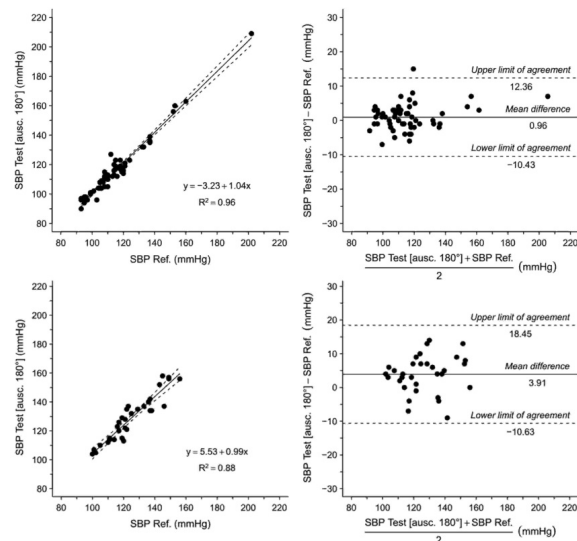 220
200
180
160
140
120
100
80
SBP Test [ausc. 180°] (mmHg)
y = −3.23 + 1.04x
R² = 0.96
80 100 120 140 160 180 200 220
SBP Ref. (mmHg)
30
20
10
0
−10
−20
−30
SBP Test [ausc. 180°] − SBP Ref. (mmHg)
Upper limit of agreement
12.36
Mean difference
0.96
Lower limit of agreement
−10.43
80 100 120 140 160 180 200 220
SBP Test [ausc. 180°] + SBP Ref.
2
(mmHg)
220
200
180
160
140
120
100
80
SBP Test [ausc. 180°] (mmHg)
y = 5.53 + 0.99x
R² = 0.88
80 100 120 140 160 180 200 220
SBP Ref. (mmHg)
30
20
10
0
−10
−20
−30
SBP Test [ausc. 180°] − SBP Ref. (mmHg)
Upper limit of agreement
18.45
Mean difference
3.91
Lower limit of agreement
−10.63
80 100 120 140 160 180 200 220
SBP Test [ausc. 180°] + SBP Ref.
2
(mmHg)